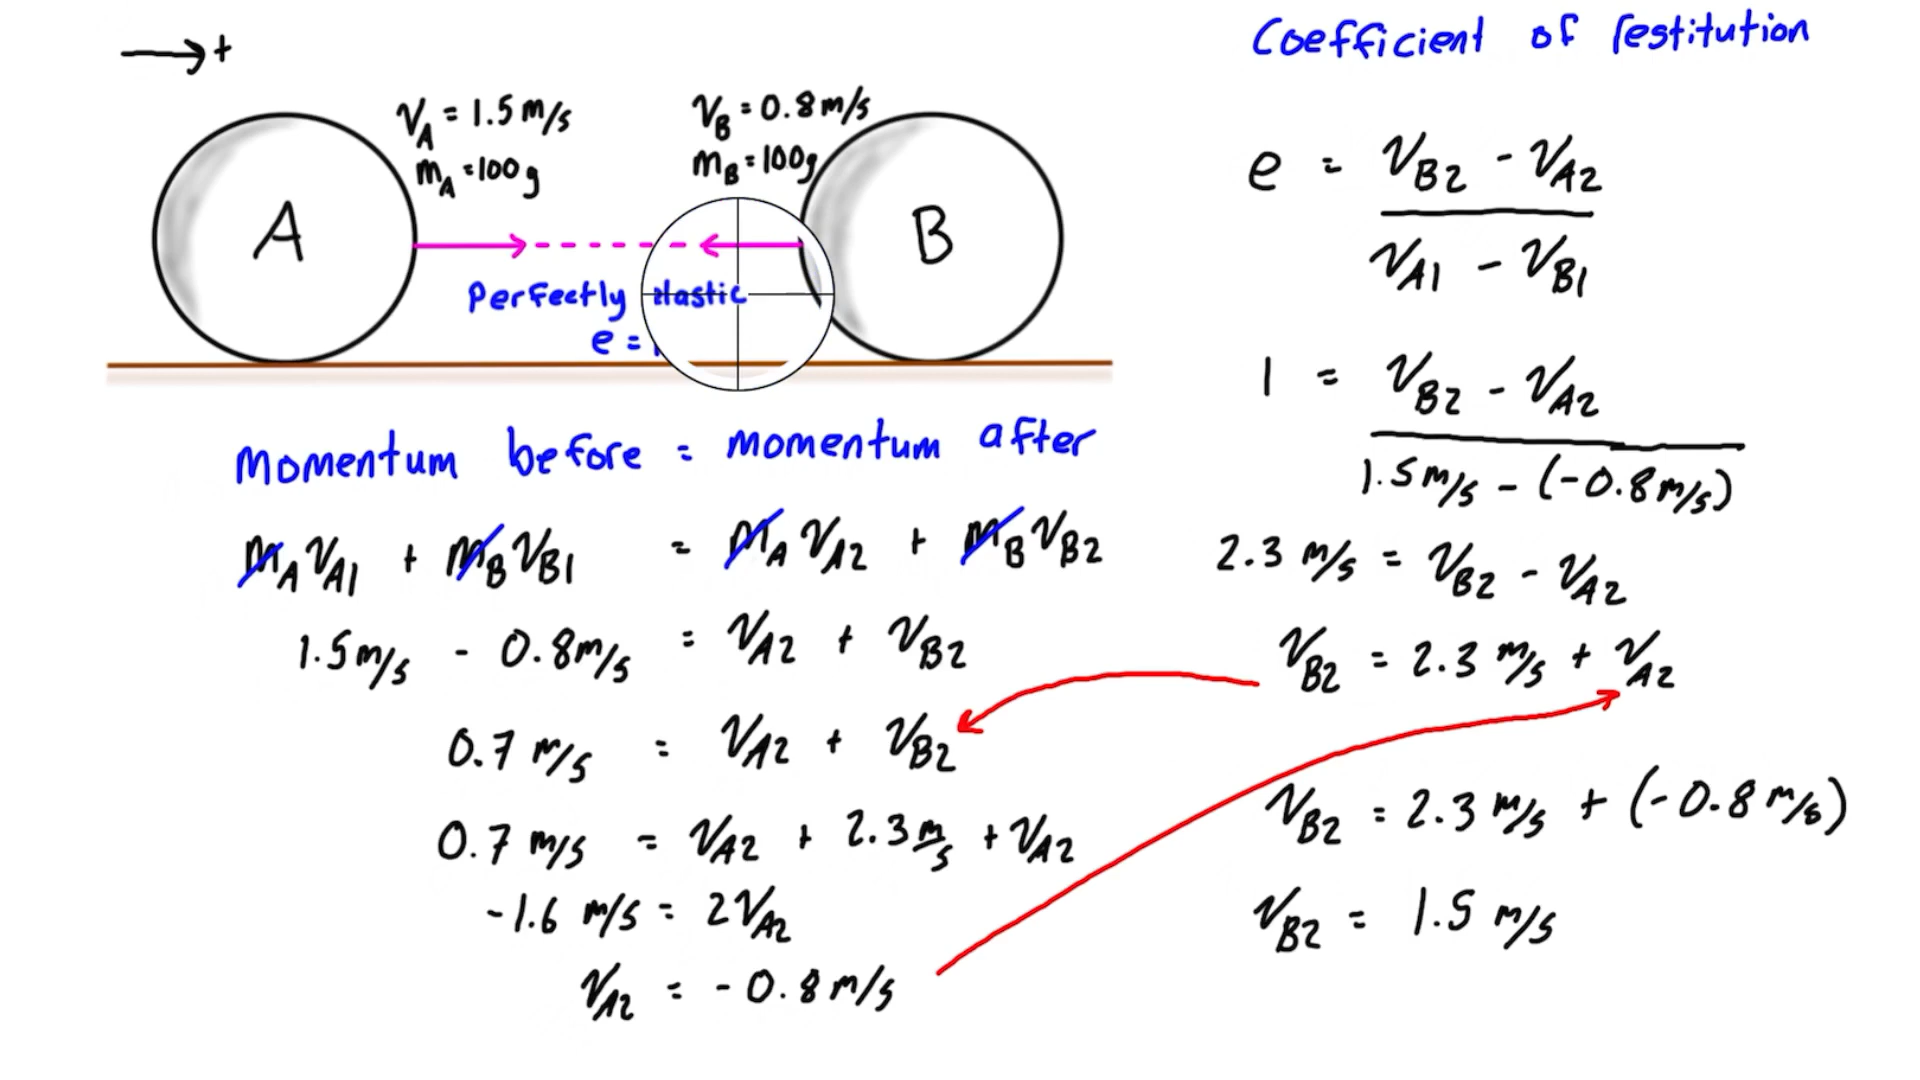 → +
Coefficient of restitution
V_A = 1.5 m/s
m_A = 100 g
V_B = 0.8 m/s
m_B = 100g
A
B
Perfectly elastic
e = 1
e = (V_B2 - V_A2) / (V_A1 - V_B1)
1 = (V_B2 - V_A2) / (1.5 m/s - (-0.8 m/s))
2.3 m/s = V_B2 - V_A2
V_B2 = 2.3 m/s + V_A2
V_B2 = 2.3 m/s + (-0.8 m/s)
V_B2 = 1.5 m/s
Momentum before = momentum after
m_A V_A1 + m_B V_B1 = m_A V_A2 + m_B V_B2
1.5 m/s - 0.8 m/s = V_A2 + V_B2
0.7 m/s = V_A2 + V_B2
0.7 m/s = V_A2 + 2.3 m/s + V_A2
-1.6 m/s = 2V_A2
V_A2 = -0.8 m/s